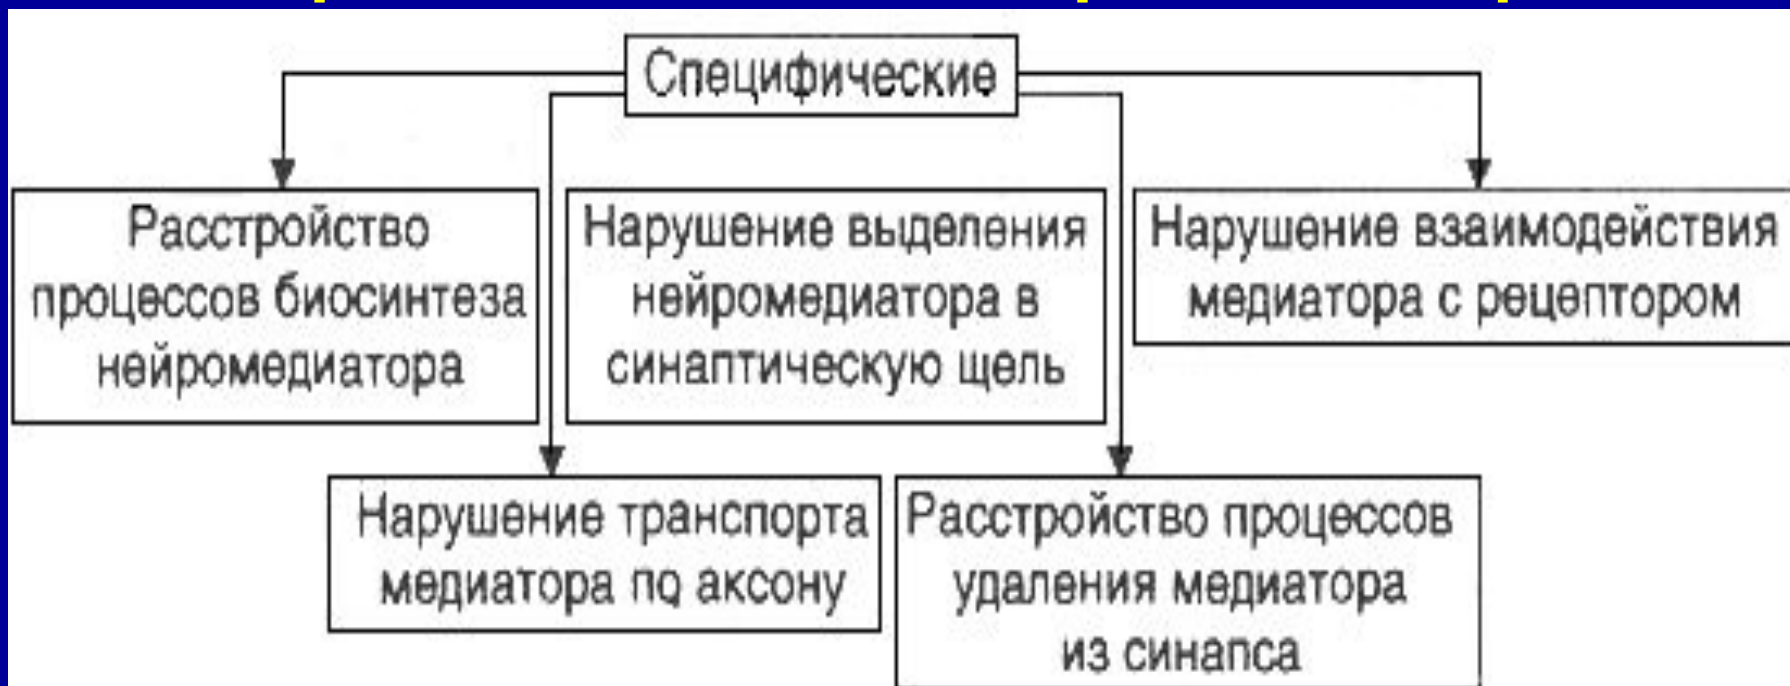 Специфические
Расстройство
процессов биосинтеза
нейромедиатора
Нарушение выделения
нейромедиатора в
синаптическую щель
Нарушение взаимодействия
медиатора с рецептором
Нарушение транспорта
медиатора по аксону
Расстройство процессов
удаления медиатора
из синапса